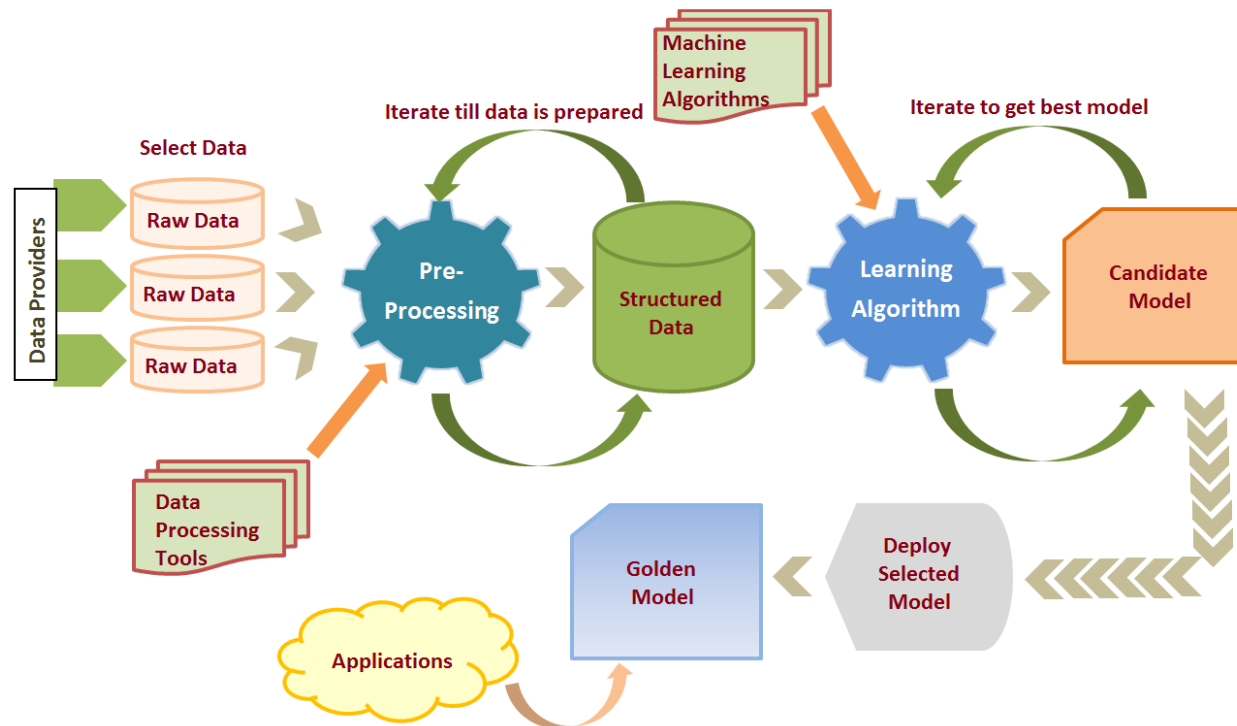 Machine
Learning
Algorithms
Iterate till data is prepared
Iterate to get best model
Select Data
Data Providers
Raw Data
Raw Data
Raw Data
Pre-
Processing
Structured
Data
Learning
Algorithm
Candidate
Model
Data
Processing
Tools
Golden
Model
Deploy
Selected
Model
Applications